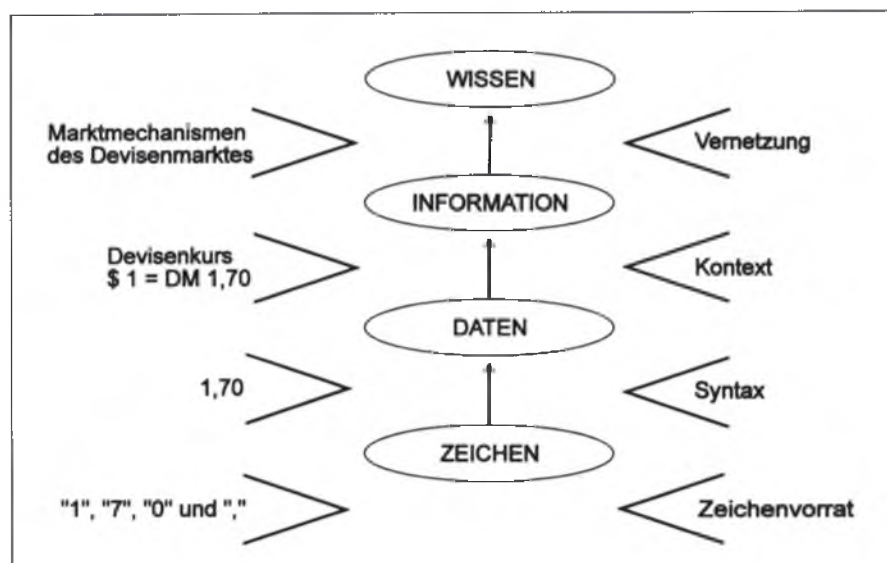 WISSEN
Marktmechanismen
des Devisenmarktes
Vernetzung
INFORMATION
Devisenkurs
$ 1 = DM 1,70
Kontext
DATEN
1,70
Syntax
ZEICHEN
"1", "7", "0" und ","
Zeichenvorrat